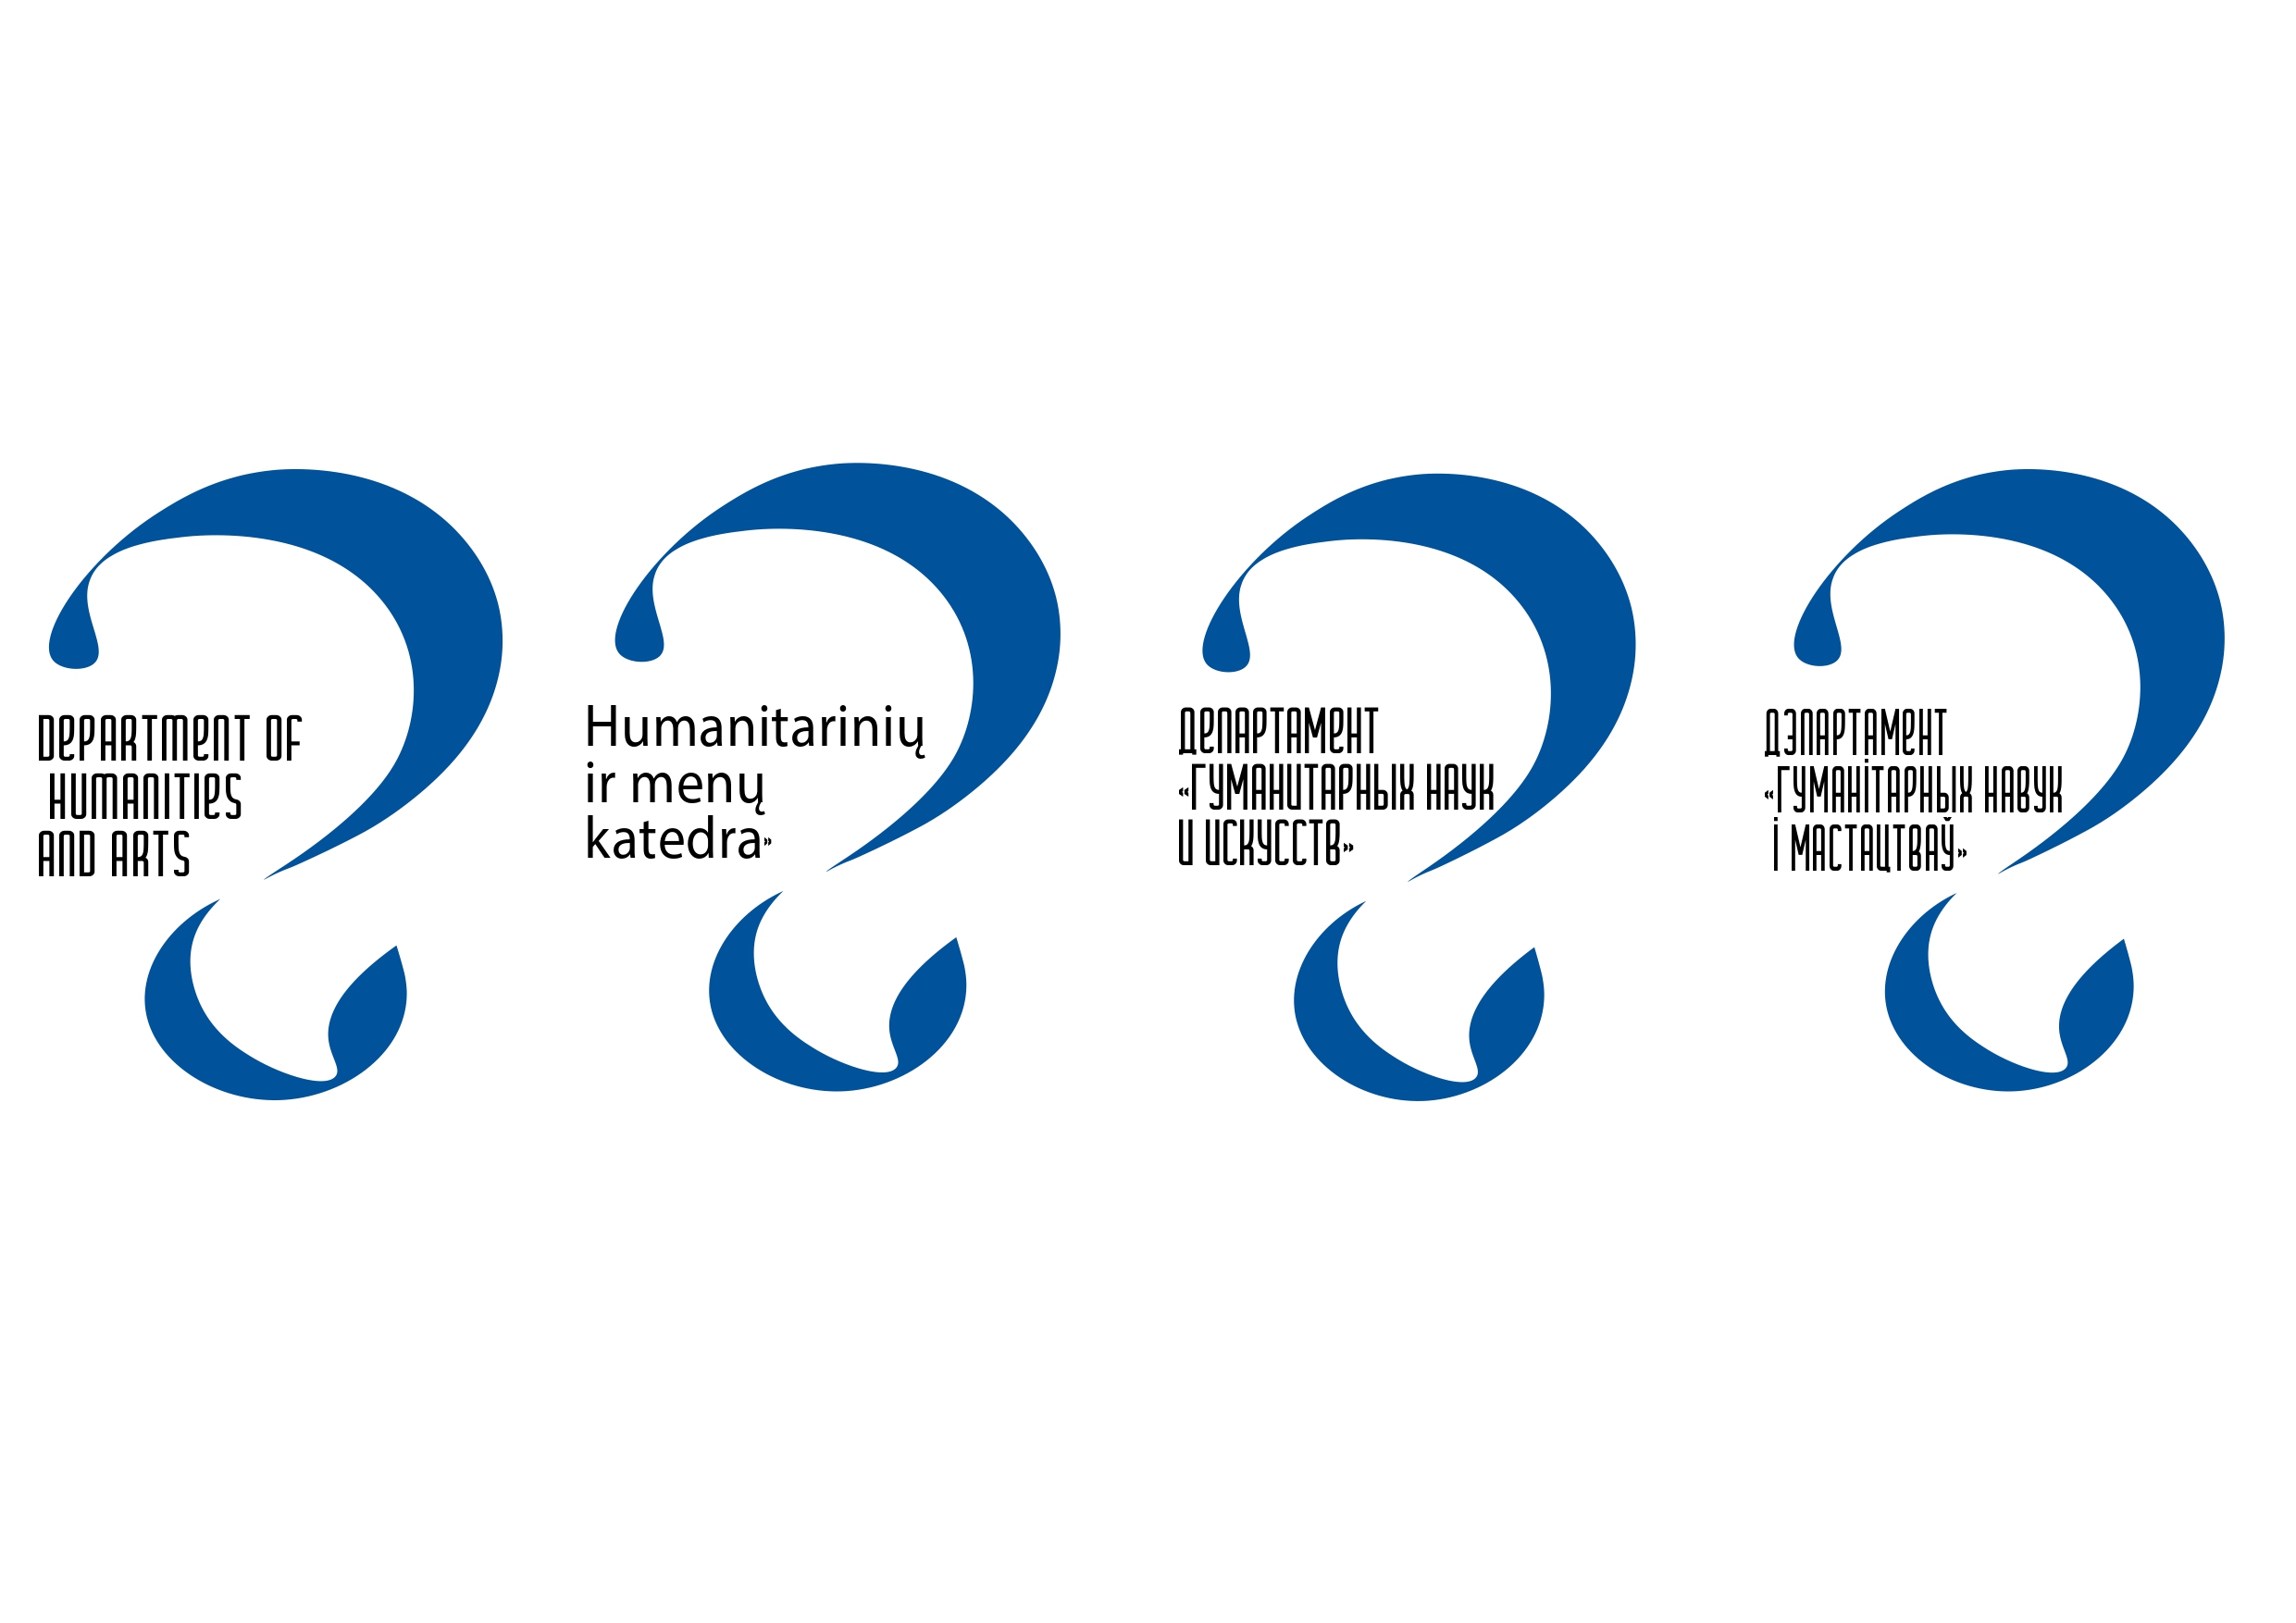 DePARTMENT OF
HUMANITIeS
AND ARTS
Humanitarinių
ir menų
katedra»
ДеПАРТАМеНТ
«ГУМАНИТАРНЫХ НАУК
И ИСКУССТВ»
ДЭПАРТАМеНТ
«ГУМАНІТАРНЫХ НАВУК
І МАСТАЦТВАЎ»